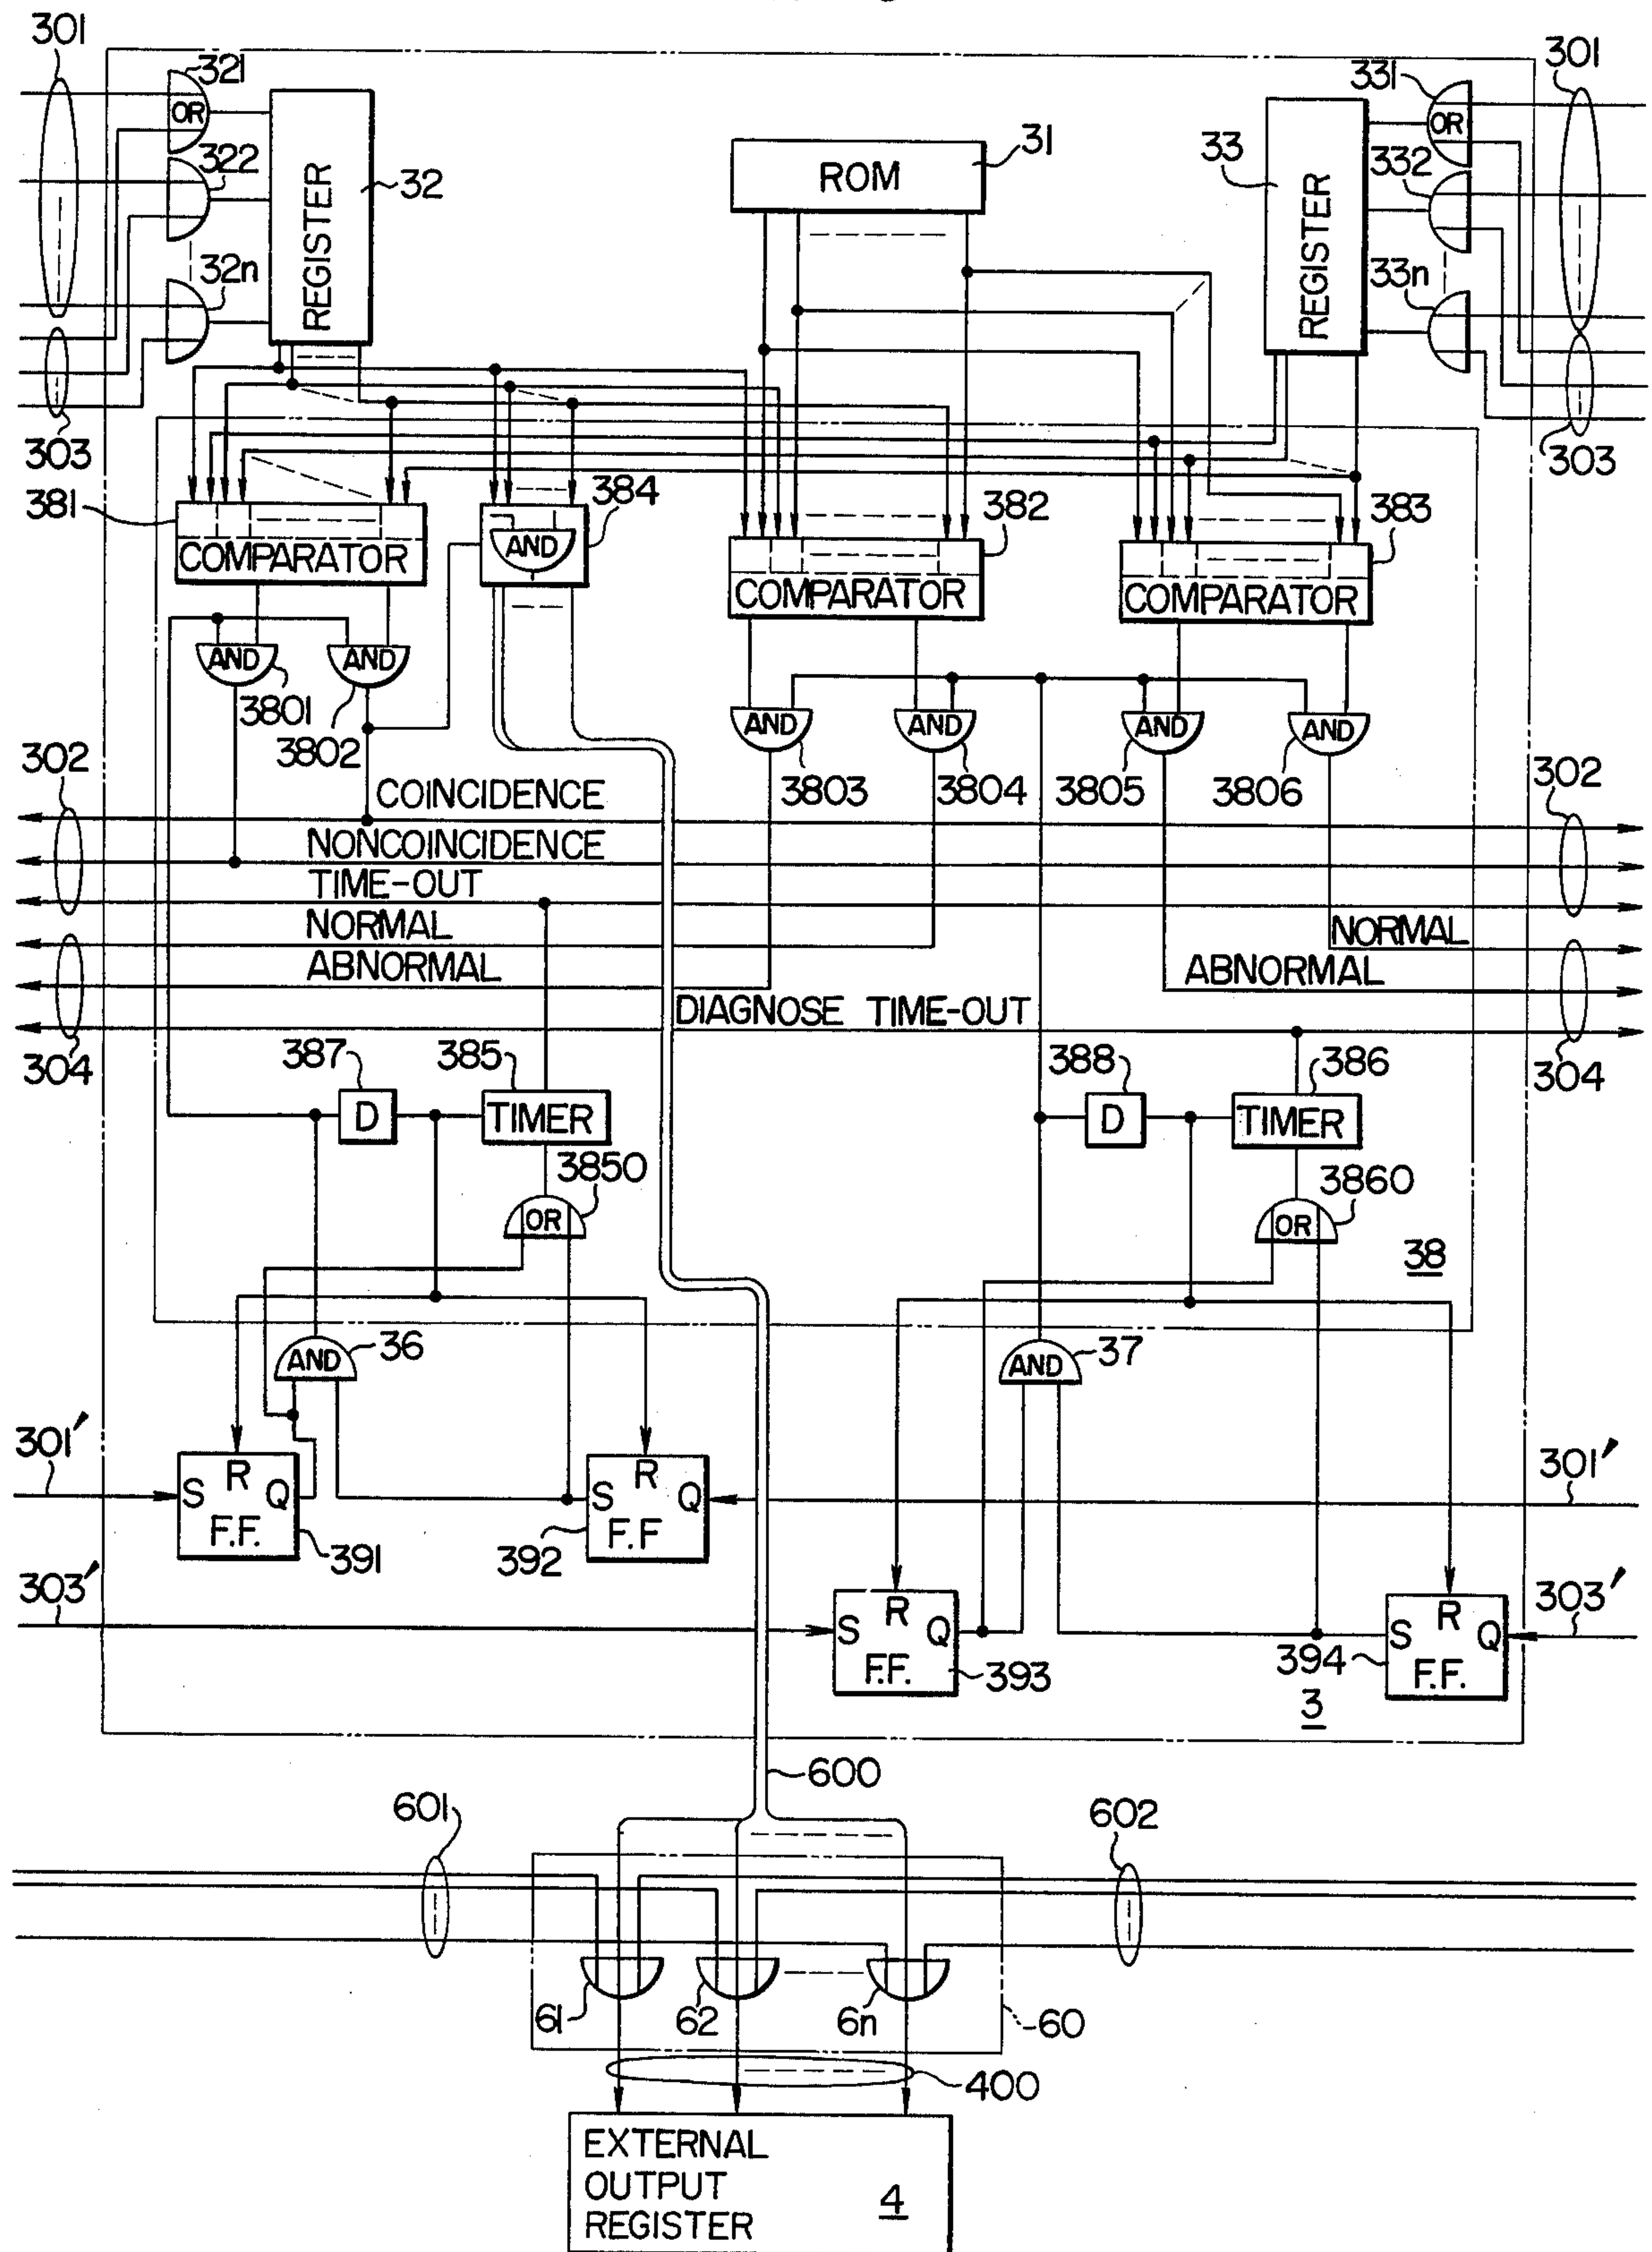 301
321
OR
322
32n
REGISTER
32
303
ROM
31
33
REGISTER
331
OR
332
33n
301
303
381
COMPARATOR
384
AND
382
COMPARATOR
383
COMPARATOR
AND
3801
AND
3802
AND
3803
AND
3804
AND
3805
AND
3806
302
COINCIDENCE
302
NONCOINCIDENCE
TIME-OUT
NORMAL
NORMAL
ABNORMAL
ABNORMAL
DIAGNOSE TIME-OUT
304
304
387
D
385
TIMER
3850
OR
388
D
386
TIMER
3860
OR
38
AND
36
AND
37
301'
S R Q
F.F.
391
S R Q
F.F
392
301'
303'
S R Q
F.F.
393
S R Q
F.F.
394
303'
3
600
601
602
61
62
6n
60
400
EXTERNAL
OUTPUT
REGISTER
4